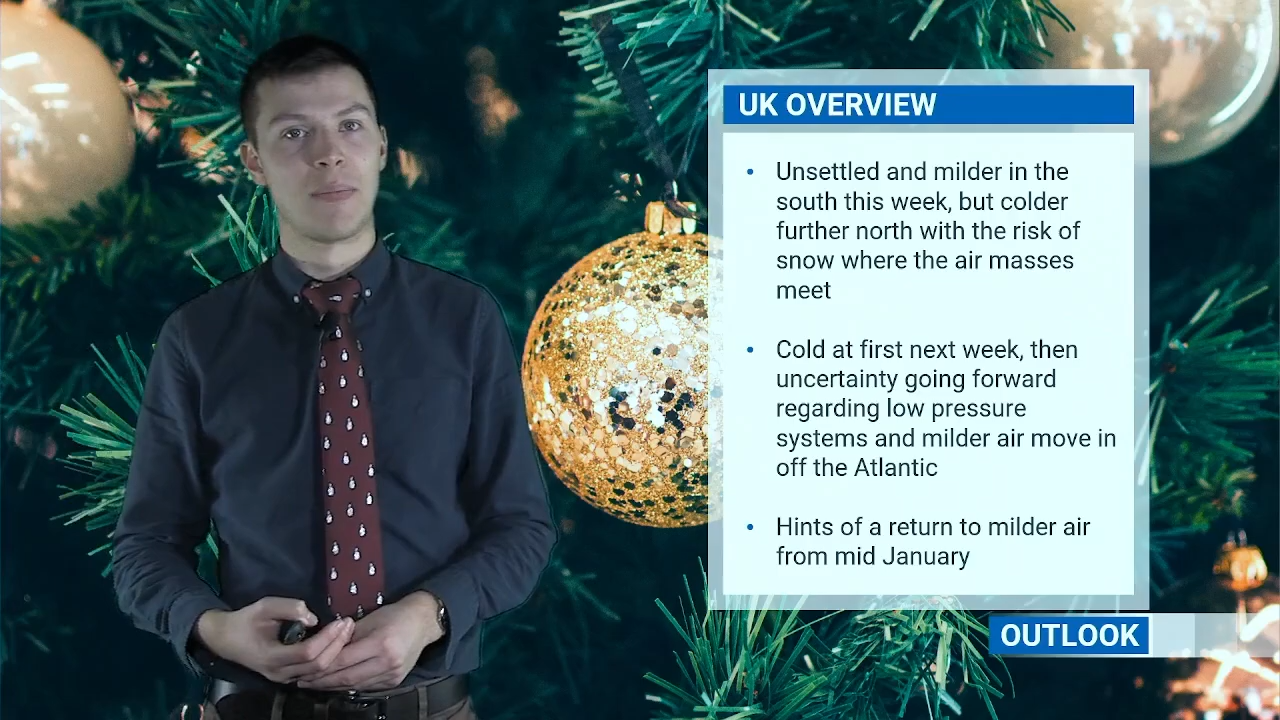 UK OVERVIEW
• Unsettled and milder in the
south this week, but colder
further north with the risk of
snow where the air masses
meet
• Cold at first next week, then
uncertainty going forward
regarding low pressure
systems and milder air move in
off the Atlantic
• Hints of a return to milder air
from mid January
OUTLOOK